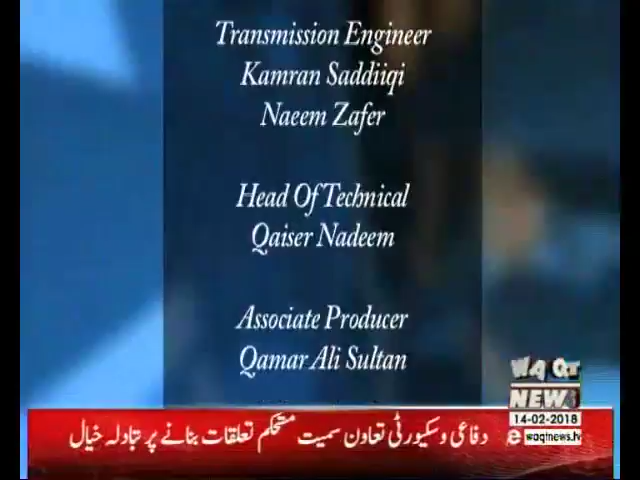 Transmission Engineer
Kamran Saddiiqi
Naeem Zafer
Head Of Technical
Qaiser Nadeem
Associate Producer
Qamar Ali Sultan
WAQT
NEWS
14-02-2018
دفاعی و سکیورٹی تعاون سمیت مستحکم تعلقات بنانے پر تبادلہ خیال
e waqtnews.tv